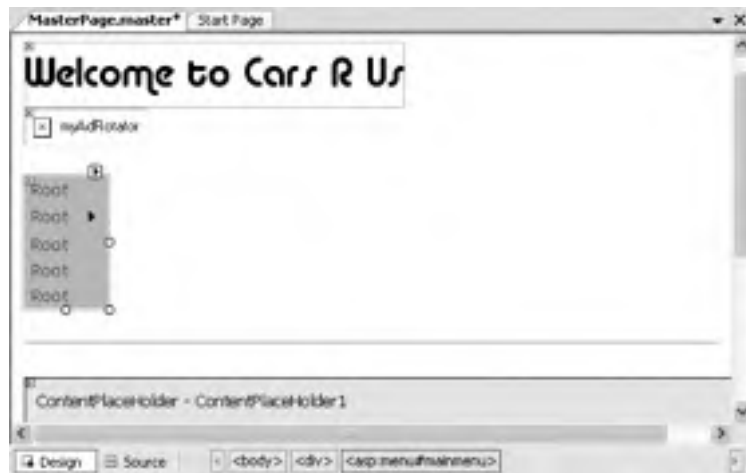 MasterPage.master* Start Page
Welcome to Cars R Us
myAdRotator
Root
Root
Root
Root
Root
ContentPlaceHolder - ContentPlaceHolder1
Design Source <body> <div> <asp:menu#mainmenu>